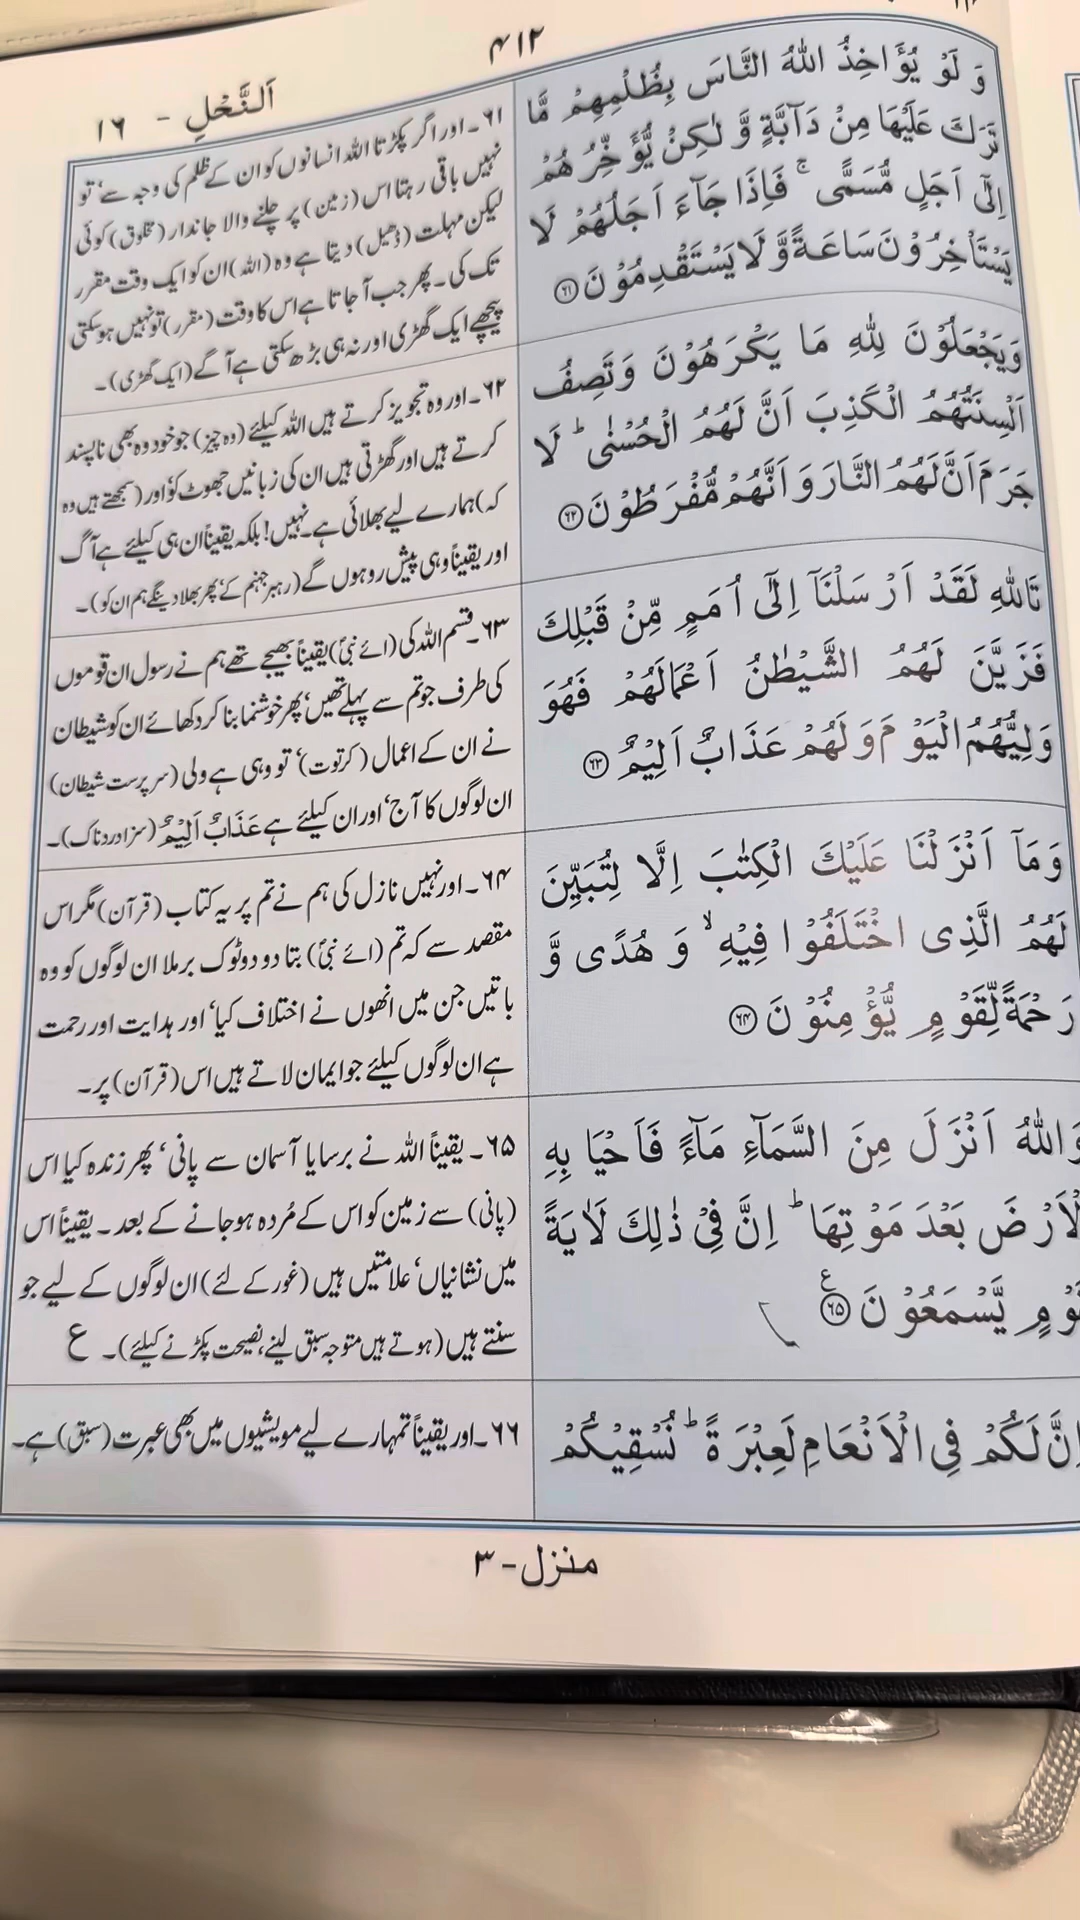 ۴۱۲
اَلنَّحْلِ - ۱۶
وَ لَوْ يُؤَاخِذُ اللّٰهُ النَّاسَ بِظُلْمِهِمْ مَّا
تَرَكَ عَلَيْهَا مِنْ دَآبَّةٍ وَّ لٰكِنْ يُّؤَخِّرُهُمْ
اِلٰٓى اَجَلٍ مُّسَمًّى ۚ فَاِذَا جَآءَ اَجَلُهُمْ لَا
يَسْتَاْخِرُوْنَ سَاعَةً وَّ لَا يَسْتَقْدِمُوْنَ ۶۱
وَيَجْعَلُوْنَ لِلّٰهِ مَا يَكْرَهُوْنَ وَتَصِفُ
اَلْسِنَتُهُمُ الْكَذِبَ اَنَّ لَهُمُ الْحُسْنٰى ؕ لَا
جَرَمَ اَنَّ لَهُمُ النَّارَ وَ اَنَّهُمْ مُّفْرَطُوْنَ ۶۲
تَاللّٰهِ لَقَدْ اَرْسَلْنَآ اِلٰٓى اُمَمٍ مِّنْ قَبْلِكَ
فَزَيَّنَ لَهُمُ الشَّيْطٰنُ اَعْمَالَهُمْ فَهُوَ
وَلِيُّهُمُ الْيَوْمَ وَ لَهُمْ عَذَابٌ اَلِيْمٌ ۶۳
وَمَآ اَنْزَلْنَا عَلَيْكَ الْكِتٰبَ اِلَّا لِتُبَيِّنَ
لَهُمُ الَّذِى اخْتَلَفُوْا فِيْهِ ۙ وَ هُدًى وَّ
رَحْمَةً لِّقَوْمٍ يُّؤْمِنُوْنَ ۶۴
وَاللّٰهُ اَنْزَلَ مِنَ السَّمَآءِ مَآءً فَاَحْيَا بِهِ
لْاَرْضَ بَعْدَ مَوْتِهَا ؕ اِنَّ فِىْ ذٰلِكَ لَاٰيَةً
قَوْمٍ يَّسْمَعُوْنَ ۶۵ ع
اِنَّ لَكُمْ فِى الْاَنْعَامِ لَعِبْرَةً ؕ نُسْقِيْكُمْ
۶۱۔ اور اگر پکڑتا اللہ انسانوں کو ان کے ظلم کی وجہ سے‘ تو
نہیں باقی رہتا اس (زمین) پر چلنے والا جاندار (مخلوق) کوئی
لیکن مہلت (ڈھیل) دیتا ہے وہ (اللہ) ان کو ایک وقت مقرر
تک کی۔ پھر جب آ جاتا ہے اس کا وقت (مقرر) تو نہیں ہو سکتی
پیچھے ایک گھڑی اور نہ ہی بڑھ سکتی ہے آگے (ایک گھڑی)۔
۶۲۔ اور وہ تجویز کرتے ہیں اللہ کیلئے (وہ چیز) جو خود وہ بھی ناپسند
کرتے ہیں اور گھڑتی ہیں ان کی زبانیں جھوٹ کو‘ اور (سمجھتے ہیں وہ
کہ) ہمارے لیے بھلائی ہے۔ نہیں! بلکہ یقیناً ان ہی کیلئے ہے آگ
اور یقیناً وہی پیش رو ہوں گے (رہبر جہنم کے‘ پھر بھلا دینگے ہم ان کو)۔
۶۳۔ قسم اللہ کی (ائے نبیؐ) یقیناً بھیجے تھے ہم نے رسول ان قوموں
کی طرف جو تم سے پہلے تھیں‘ پھر خوشنما بنا کر دکھائے ان کو شیطان
نے ان کے اعمال (کرتوت)‘ تو وہی ہے ولی (سرپرست شیطان)
ان لوگوں کا آج‘ اور ان کیلئے ہے عَذَابٌ اَلِيْمٌ (سزا دردناک)۔
۶۴۔ اور نہیں نازل کی ہم نے تم پر یہ کتاب (قرآن) مگر اس
مقصد سے کہ تم (ائے نبیؐ) بتا دو دو ٹوک برملا ان لوگوں کو وہ
باتیں جن میں انھوں نے اختلاف کیا‘ اور ہدایت اور رحمت
ہے ان لوگوں کیلئے جو ایمان لاتے ہیں اس (قرآن) پر۔
۶۵۔ یقیناً اللہ نے برسایا آسمان سے پانی‘ پھر زندہ کیا اس
(پانی) سے زمین کو اس کے مُردہ ہو جانے کے بعد۔ یقیناً اس
میں نشانیاں‘ علامتیں ہیں (غور کے لئے) ان لوگوں کے لیے جو
سنتے ہیں (ہوتے ہیں متوجہ سبق لینے، نصیحت پکڑنے کیلئے)۔ ع
۶۶۔ اور یقیناً تمہارے لیے مویشیوں میں بھی عبرت (سبق) ہے۔
منزل - ۳